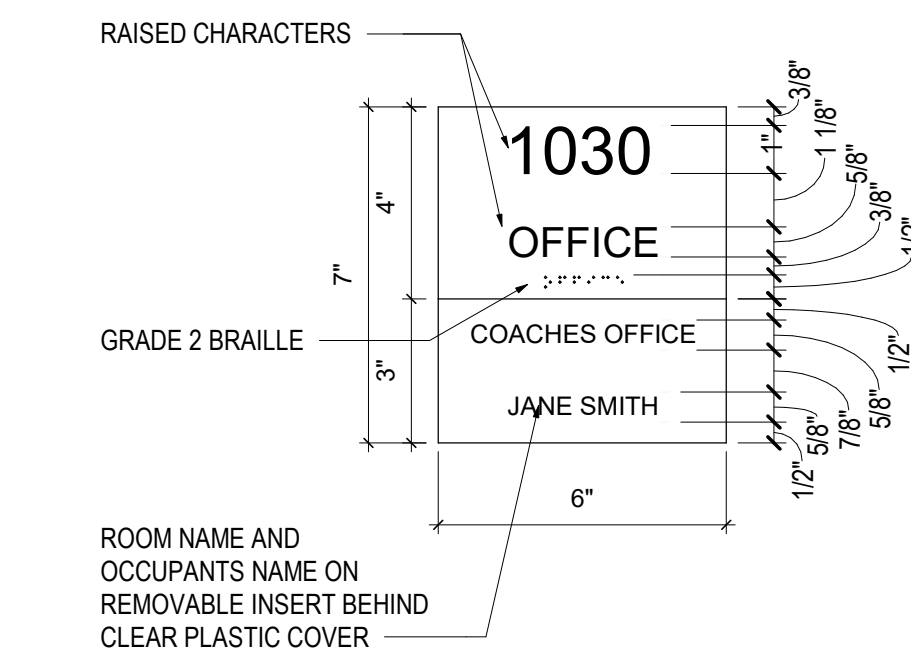 RAISED CHARACTERS
3/8"
1030
1"
1 1/8"
4"
5/8"
3/8"
OFFICE
1/2"
7"
GRADE 2 BRAILLE
COACHES OFFICE
1/2"
3"
5/8"
7/8"
JANE SMITH
5/8"
1/2"
6"
ROOM NAME AND
OCCUPANTS NAME ON
REMOVABLE INSERT BEHIND
CLEAR PLASTIC COVER